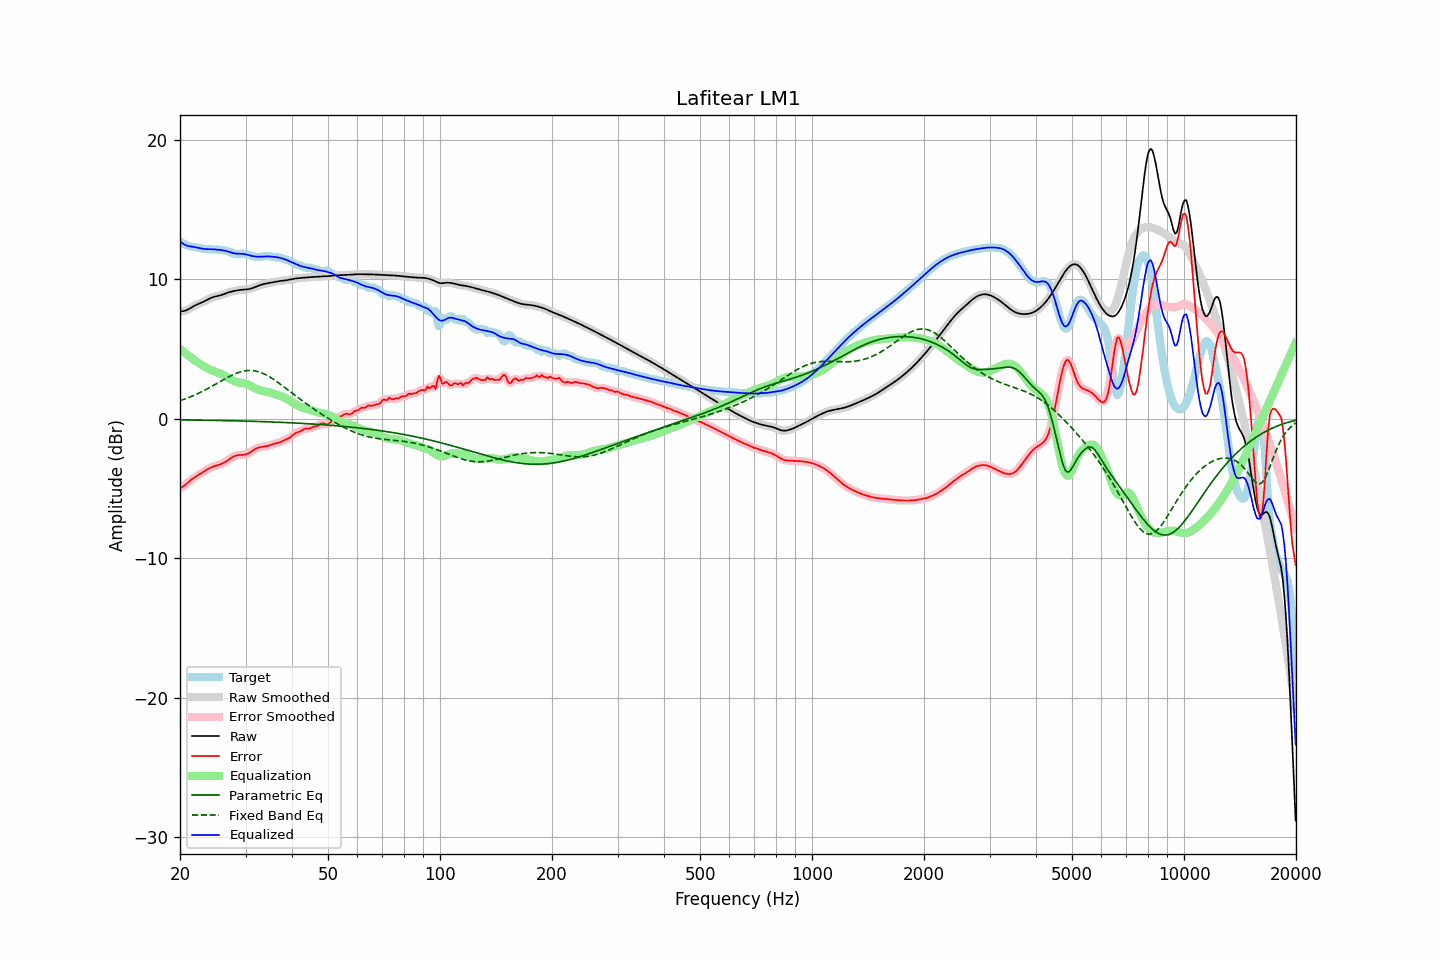 Lafitear LM1
20
10
0
−10
−20
−30
Amplitude (dBr)
Target
Raw Smoothed
Error Smoothed
Raw
Error
Equalization
Parametric Eq
Fixed Band Eq
Equalized
20 50 100 200 500 1000 2000 5000 10000 20000
Frequency (Hz)